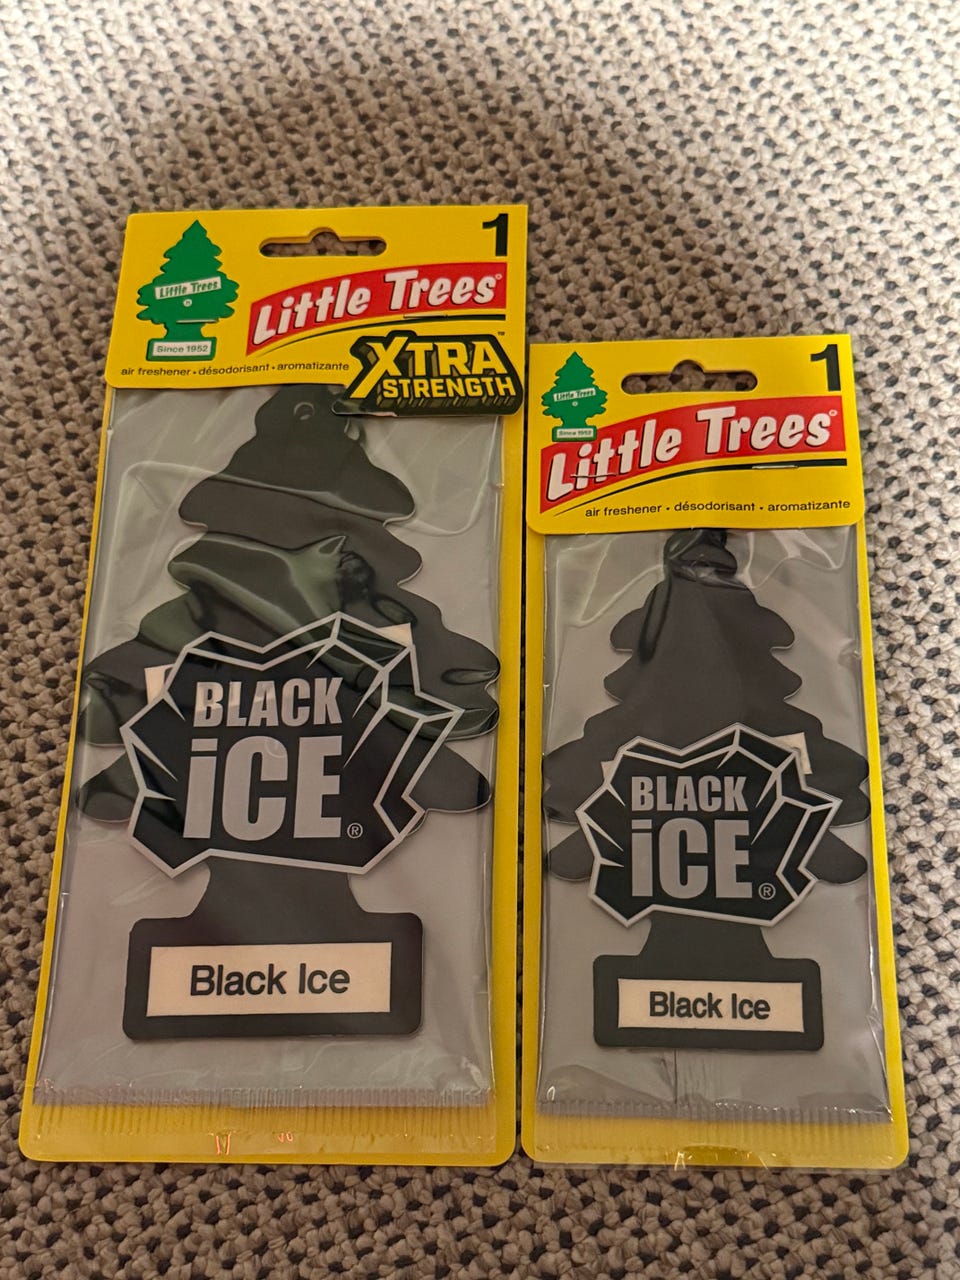 1
Little Trees
Little Trees®
Since 1952
XTRA™
STRENGTH
air freshener • désodorisant • aromatizante
BLACK
iCE®
Black Ice
1
Little Trees
Little Trees®
Since 1952
air freshener • désodorisant • aromatizante
BLACK
iCE®
Black Ice